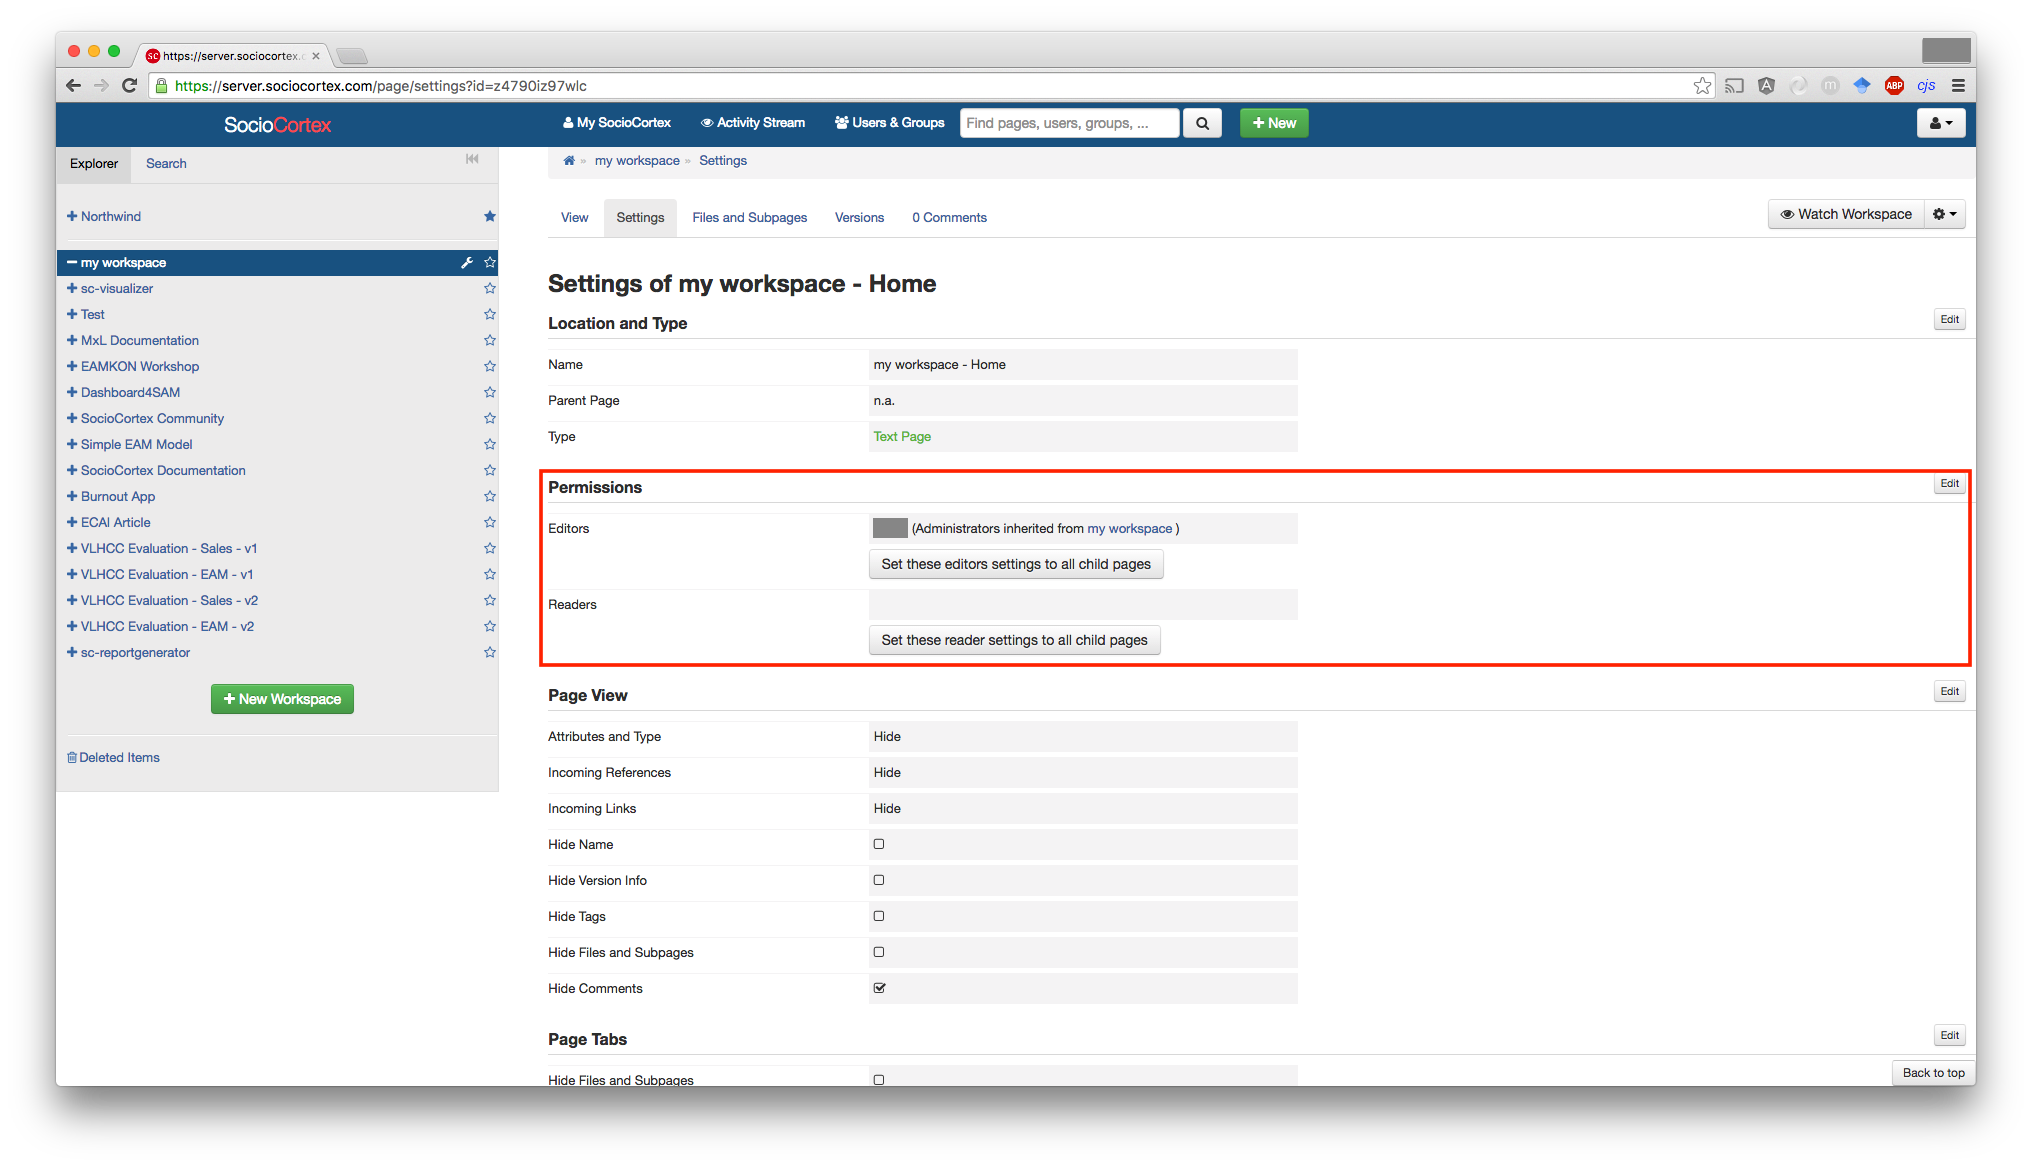 SC https://server.sociocortex.c ×
https://server.sociocortex.com/page/settings?id=z4790iz97wlc
ABP cjs
SocioCortex My SocioCortex Activity Stream Users & Groups Find pages, users, groups, ... + New
Explorer Search
» my workspace » Settings
View Settings Files and Subpages Versions 0 Comments Watch Workspace
Northwind
my workspace
sc-visualizer
Test
MxL Documentation
EAMKON Workshop
Dashboard4SAM
SocioCortex Community
Simple EAM Model
SocioCortex Documentation
Burnout App
ECAI Article
VLHCC Evaluation - Sales - v1
VLHCC Evaluation - EAM - v1
VLHCC Evaluation - Sales - v2
VLHCC Evaluation - EAM - v2
sc-reportgenerator
+ New Workspace
Deleted Items
Settings of my workspace - Home
Location and Type Edit
Name my workspace - Home
Parent Page n.a.
Type Text Page
Permissions Edit
Editors (Administrators inherited from my workspace )
Set these editors settings to all child pages
Readers
Set these reader settings to all child pages
Page View Edit
Attributes and Type Hide
Incoming References Hide
Incoming Links Hide
Hide Name
Hide Version Info
Hide Tags
Hide Files and Subpages
Hide Comments
Page Tabs Edit
Hide Files and Subpages
Back to top